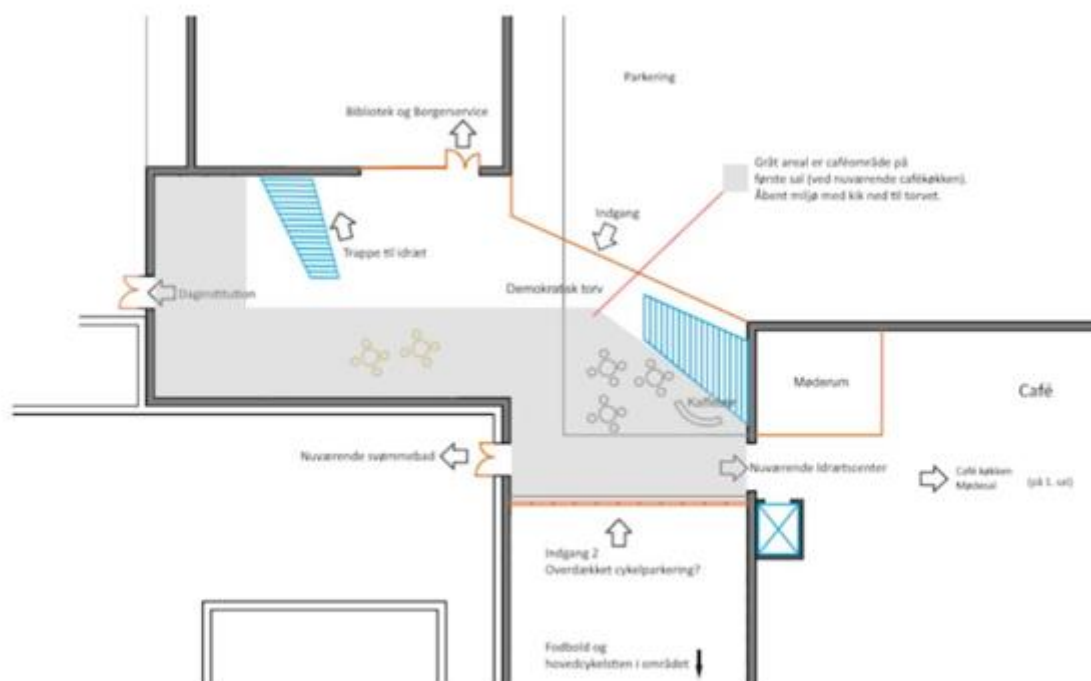 Parkering
Bibliotek og Borgerservice
Gråt areal er caféområde på
første sal (ved nuværende cafékøkken).
Åbent miljø med kik ned til torvet.
Indgang
Trappe til idræt
Daginstitution
Demokratisk torv
Møderum
Café
Nuværende svømmebad
Nuværende Idrætscenter
Café køkken
Mødesal
(på 1. sal)
Indgang 2
Overdækket cykelparkering?
Fodbold og
hovedcykelstien i området